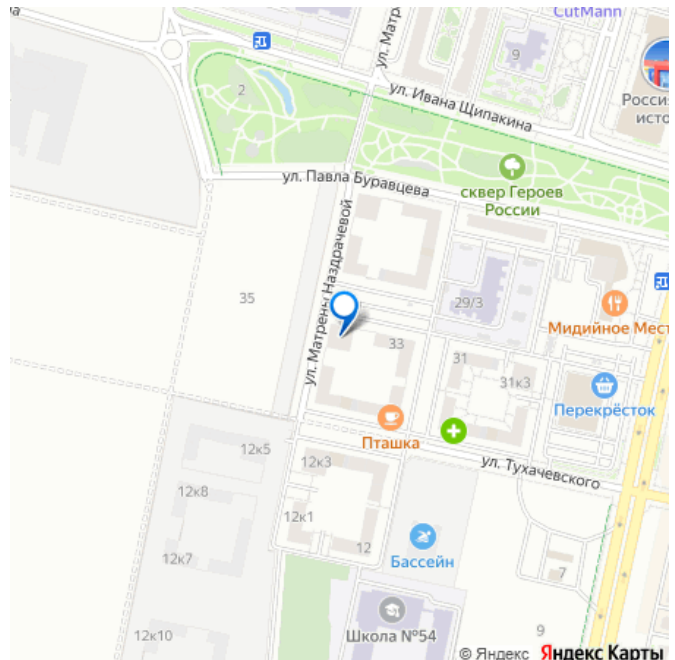 CutMann
ул. Матр
9
ул. Ивана Щипакина
Россия
исто
2
ул. Павла Буравцева
сквер Героев
России
ул. Матрены Наздрачевой
35
29/3
Мидийное Мест
33
31
31к3
Перекрёсток
Пташка
ул. Тухачевского
12к5
12к3
12к8
12к1
12
Бассейн
12к7
7
Школа №54
12к10
9
© Яндекс Яндекс Карты